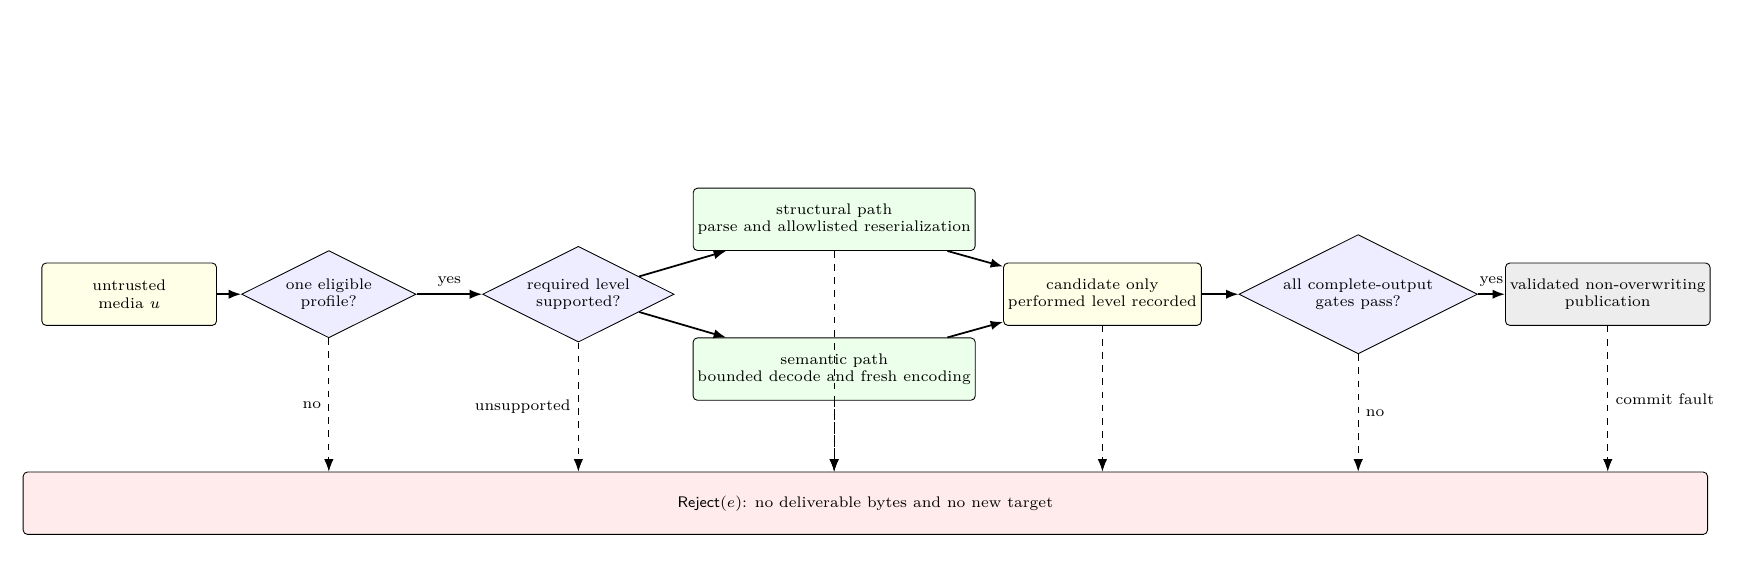 untrusted
media u
one eligible
profile?
yes
required level
supported?
structural path
parse and allowlisted reserialization
semantic path
bounded decode and fresh encoding
candidate only
performed level recorded
all complete-output
gates pass?
yes
validated non-overwriting
publication
no
unsupported
no
commit fault
Reject(e): no deliverable bytes and no new target